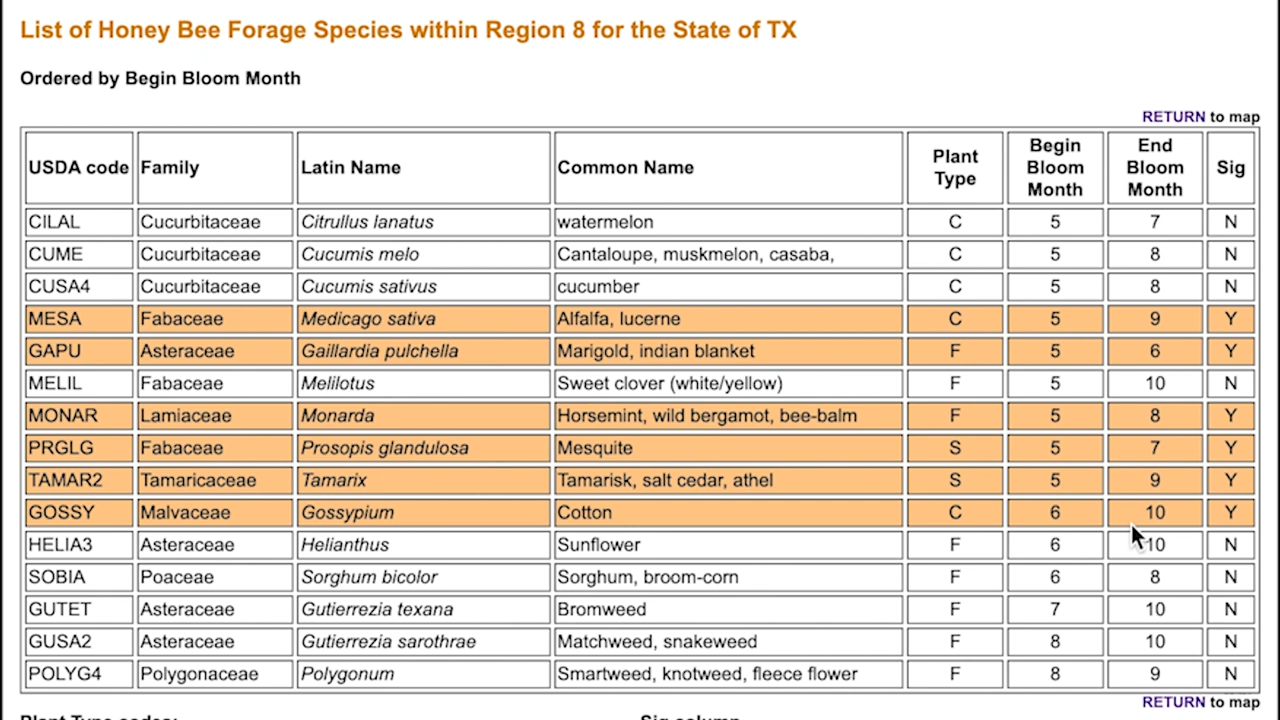 List of Honey Bee Forage Species within Region 8 for the State of TX
Ordered by Begin Bloom Month
RETURN to map
USDA code Family Latin Name Common Name Plant Type Begin Bloom Month End Bloom Month Sig
CILAL Cucurbitaceae Citrullus lanatus watermelon C 5 7 N
CUME Cucurbitaceae Cucumis melo Cantaloupe, muskmelon, casaba, C 5 8 N
CUSA4 Cucurbitaceae Cucumis sativus cucumber C 5 8 N
MESA Fabaceae Medicago sativa Alfalfa, lucerne C 5 9 Y
GAPU Asteraceae Gaillardia pulchella Marigold, indian blanket F 5 6 Y
MELIL Fabaceae Melilotus Sweet clover (white/yellow) F 5 10 N
MONAR Lamiaceae Monarda Horsemint, wild bergamot, bee-balm F 5 8 Y
PRGLG Fabaceae Prosopis glandulosa Mesquite S 5 7 Y
TAMAR2 Tamaricaceae Tamarix Tamarisk, salt cedar, athel S 5 9 Y
GOSSY Malvaceae Gossypium Cotton C 6 10 Y
HELIA3 Asteraceae Helianthus Sunflower F 6 10 N
SOBIA Poaceae Sorghum bicolor Sorghum, broom-corn F 6 8 N
GUTET Asteraceae Gutierrezia texana Bromweed F 7 10 N
GUSA2 Asteraceae Gutierrezia sarothrae Matchweed, snakeweed F 8 10 N
POLYG4 Polygonaceae Polygonum Smartweed, knotweed, fleece flower F 8 9 N
RETURN to map
Plant Type codes: Sig column